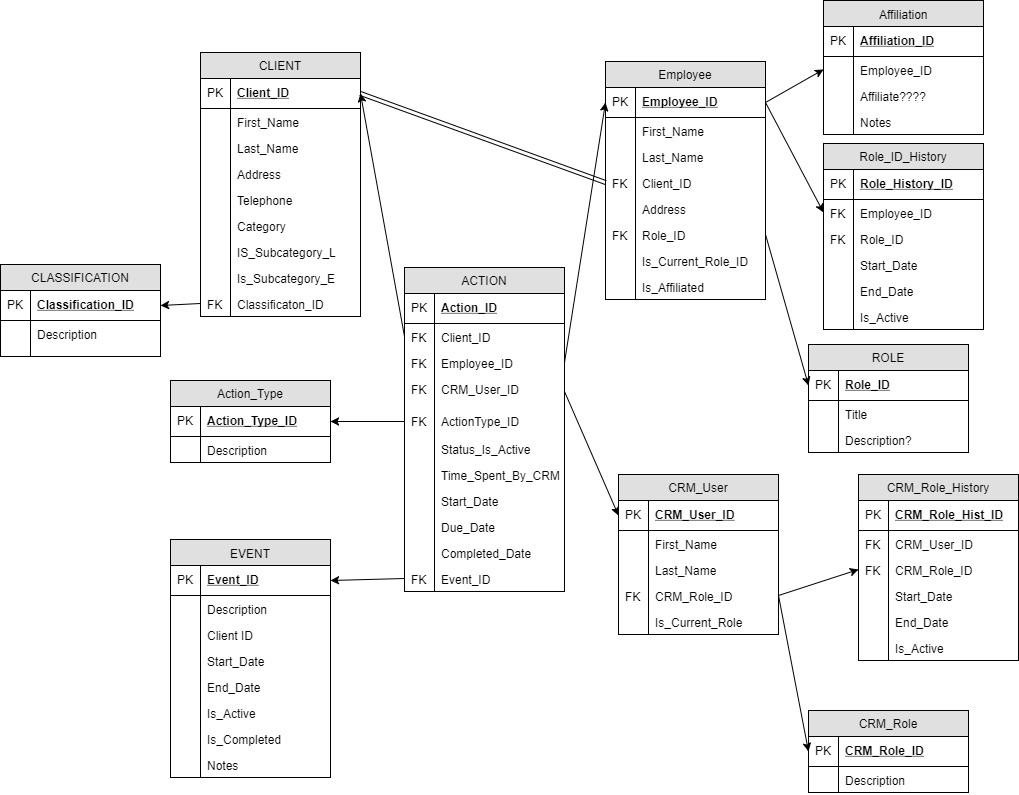 Affiliation
PK Affiliation_ID
Employee_ID
Affiliate????
Notes
CLIENT
PK Client_ID
First_Name
Last_Name
Address
Telephone
Category
IS_Subcategory_L
Is_Subcategory_E
FK Classificaton_ID
Employee
PK Employee_ID
First_Name
Last_Name
FK Client_ID
Address
FK Role_ID
Is_Current_Role_ID
Is_Affiliated
Role_ID_History
PK Role_History_ID
FK Employee_ID
FK Role_ID
Start_Date
End_Date
Is_Active
CLASSIFICATION
PK Classification_ID
Description
ACTION
PK Action_ID
FK Client_ID
FK Employee_ID
FK CRM_User_ID
FK ActionType_ID
Status_Is_Active
Time_Spent_By_CRM
Start_Date
Due_Date
Completed_Date
FK Event_ID
ROLE
PK Role_ID
Title
Description?
Action_Type
PK Action_Type_ID
Description
CRM_User
PK CRM_User_ID
First_Name
Last_Name
FK CRM_Role_ID
Is_Current_Role
CRM_Role_History
PK CRM_Role_Hist_ID
FK CRM_User_ID
FK CRM_Role_ID
Start_Date
End_Date
Is_Active
EVENT
PK Event_ID
Description
Client ID
Start_Date
End_Date
Is_Active
Is_Completed
Notes
CRM_Role
PK CRM_Role_ID
Description